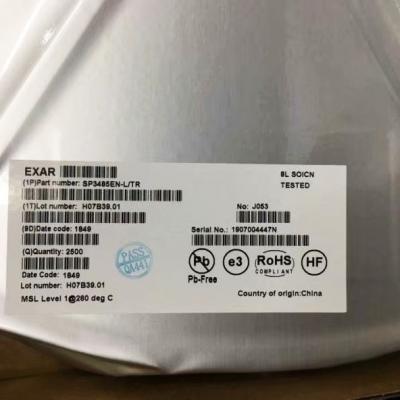 EXAR
8L SOICN
TESTED
(1P)Part number: SP3485EN-L/TR
(1T)Lot number: H07B39.01
No: J053
(9D)Date code: 1849
Serial No.: 1907004447N
(Q)Quantity: 2500
PASS
QM41
Pb
e3
RoHS
COMPLIANT
HF
Pb-Free
Date Code: 1849
Lot number: H07B39.01
MSL Level 1@260 deg C
Country of origin:China